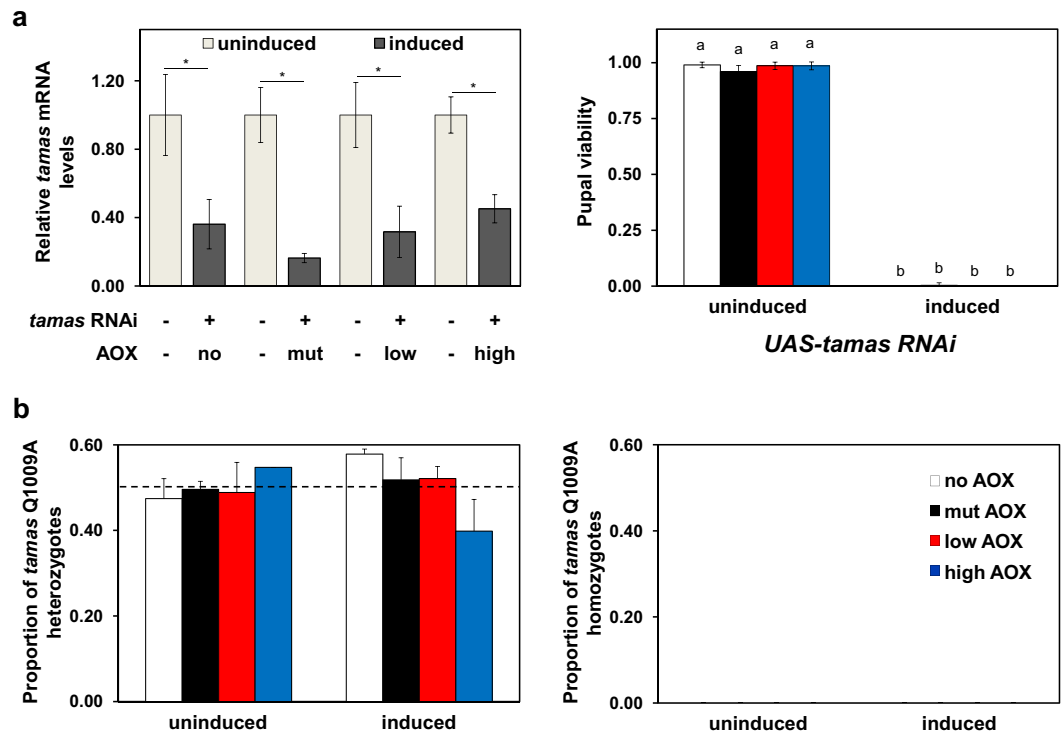 a
uninduced
induced
Relative tamas mRNA
levels
1.20
0.80
0.40
0.00
* * * *
tamas RNAi - + - + - + - +
AOX - no - mut - low - high
Pupal viability
1.00
0.75
0.50
0.25
0.00
a a a a
b b b b
uninduced induced
UAS-tamas RNAi
b
Proportion of tamas Q1009A
heterozygotes
0.60
0.40
0.20
0.00
uninduced induced
Proportion of tamas Q1009A
homozygotes
0.60
0.40
0.20
0.00
no AOX
mut AOX
low AOX
high AOX
uninduced induced